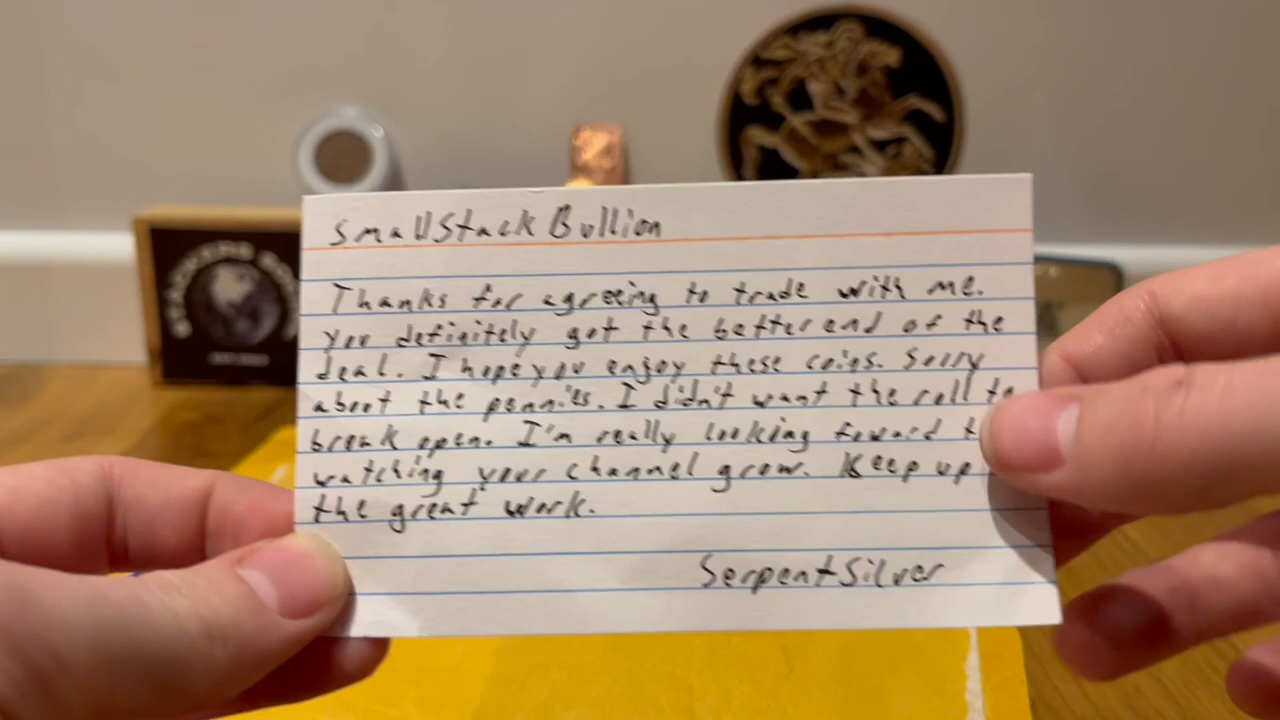 SmallStack Bullion
Thanks for agreeing to trade with me.
You definitely got the better end of the
deal. I hope you enjoy these coins. Sorry
about the pennies. I didn't want the roll to
break open. I'm really looking foward t
watching your channel grow. Keep up
the great work.
SerpentSilver